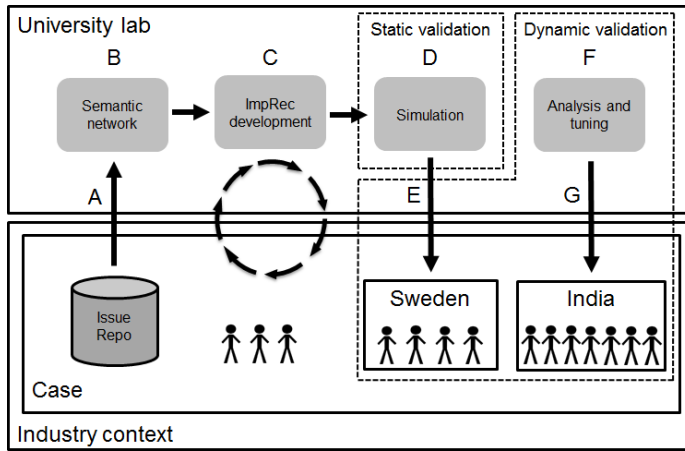 University lab
Static validation
Dynamic validation
B
C
D
F
Semantic
network
ImpRec
development
Simulation
Analysis and
tuning
A
E
G
Issue
Repo
Sweden
India
Case
Industry context